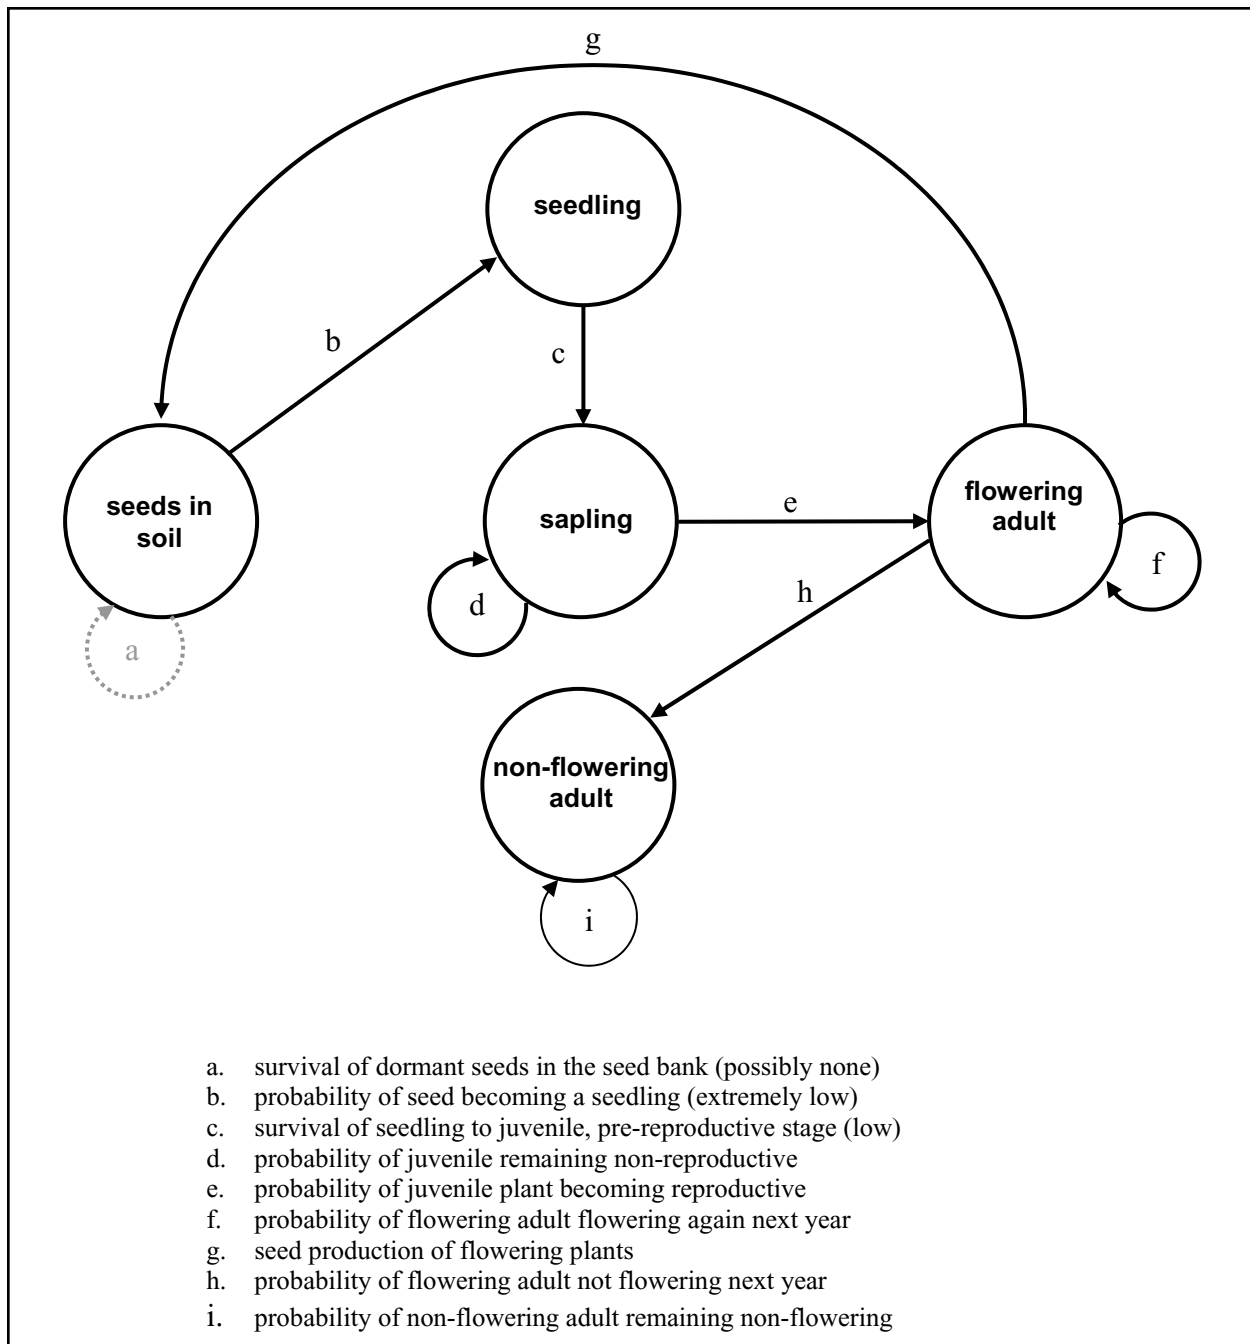 g
seedling
b
c
seeds in
soil
sapling
e
flowering
adult
f
d
h
a
non-flowering
adult
i
a. survival of dormant seeds in the seed bank (possibly none)
b. probability of seed becoming a seedling (extremely low)
c. survival of seedling to juvenile, pre-reproductive stage (low)
d. probability of juvenile remaining non-reproductive
e. probability of juvenile plant becoming reproductive
f. probability of flowering adult flowering again next year
g. seed production of flowering plants
h. probability of flowering adult not flowering next year
i. probability of non-flowering adult remaining non-flowering